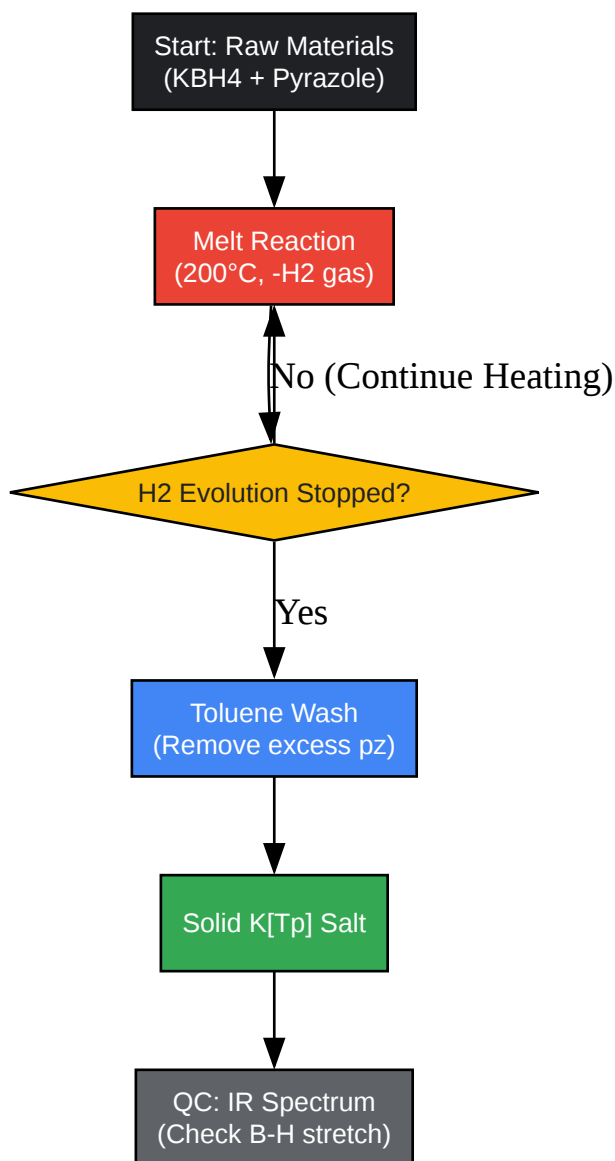 Start: Raw Materials
(KBH4 + Pyrazole)
Melt Reaction
(200°C, -H2 gas)
No (Continue Heating)
H2 Evolution Stopped?
Yes
Toluene Wash
(Remove excess pz)
Solid K[Tp] Salt
QC: IR Spectrum
(Check B-H stretch)